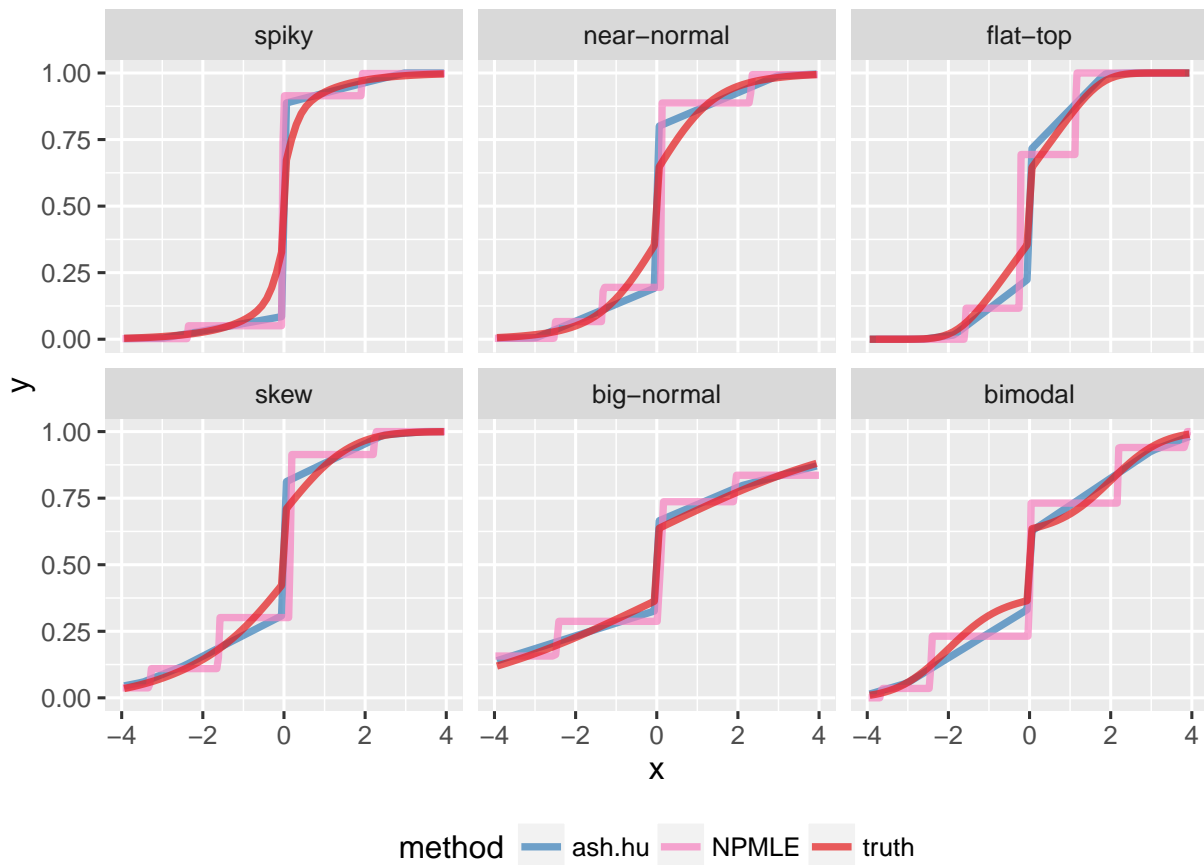 spiky near−normal flat−top
1.00
0.75
0.50
0.25
0.00
skew big−normal bimodal
1.00
0.75
0.50
0.25
0.00
−4 −2 0 2 4 −4 −2 0 2 4 −4 −2 0 2 4
x
y
method ash.hu NPMLE truth